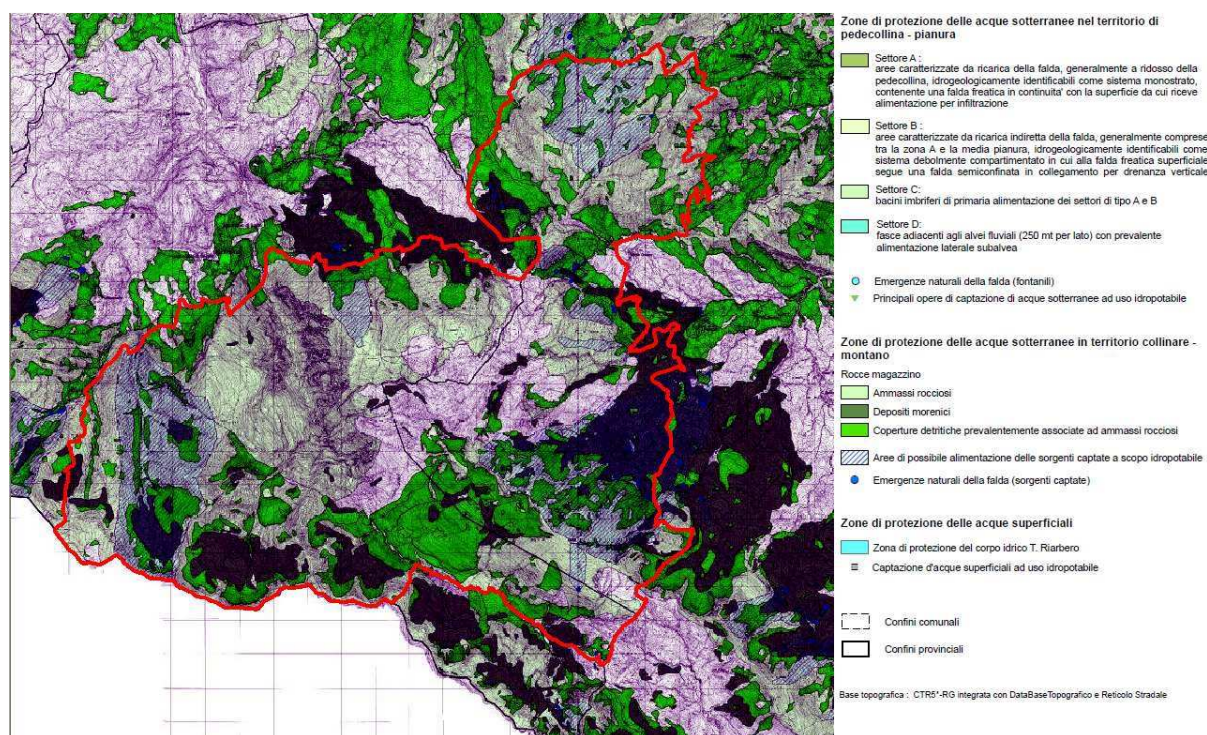 Zone di protezione delle acque sotterranee nel territorio di
pedecollina - pianura
Settore A :
aree caratterizzate da ricarica della falda, generalmente a ridosso della
pedecollina, idrogeologicamente identificabili come sistema monostrato,
contenente una falda freatica in continuita' con la superficie da cui riceve
alimentazione per infiltrazione
Settore B :
aree caratterizzate da ricarica indiretta della falda, generalmente comprese
tra la zona A e la media pianura, idrogeologicamente identificabili come
sistema debolmente compartimentato in cui alla falda freatica superficiale
segue una falda semiconfinata in collegamento per drenanza verticale
Settore C:
bacini imbriferi di primaria alimentazione dei settori di tipo A e B
Settore D:
fasce adiacenti agli alvei fluviali (250 mt per lato) con prevalente
alimentazione laterale subalvea
Emergenze naturali della falda (fontanili)
Principali opere di captazione di acque sotterranee ad uso idropotabile
Zone di protezione delle acque sotterranee in territorio collinare -
montano
Rocce magazzino
Ammassi rocciosi
Depositi morenici
Coperture detritiche prevalentemente associate ad ammassi rocciosi
Aree di possibile alimentazione delle sorgenti captate a scopo idropotabile
Emergenze naturali della falda (sorgenti captate)
Zone di protezione delle acque superficiali
Zona di protezione del corpo idrico T. Riarbero
Captazione d'acque superficiali ad uso idropotabile
Confini comunali
Confini provinciali
Base topografica : CTR5*-RG integrata con DataBaseTopografico e Reticolo Stradale